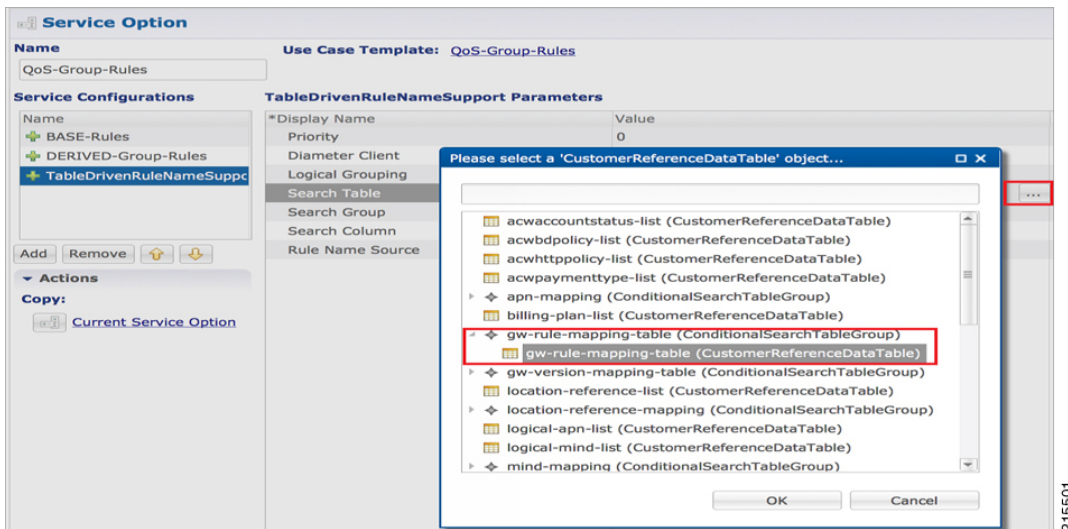 Service Option
Name
Use Case Template: QoS-Group-Rules
QoS-Group-Rules
Service Configurations
TableDrivenRuleNameSupport Parameters
Name
*Display Name Value
BASE-Rules
Priority 0
DERIVED-Group-Rules
Diameter Client
TableDrivenRuleNameSuppo
Logical Grouping
Search Table
...
Search Group
Search Column
Rule Name Source
Add Remove
Actions
Copy:
Current Service Option
Please select a 'CustomerReferenceDataTable' object...
acwaccountstatus-list (CustomerReferenceDataTable)
acwbdpolicy-list (CustomerReferenceDataTable)
acwhttppolicy-list (CustomerReferenceDataTable)
acwpaymenttype-list (CustomerReferenceDataTable)
apn-mapping (ConditionalSearchTableGroup)
billing-plan-list (CustomerReferenceDataTable)
gw-rule-mapping-table (ConditionalSearchTableGroup)
gw-rule-mapping-table (CustomerReferenceDataTable)
gw-version-mapping-table (ConditionalSearchTableGroup)
location-reference-list (CustomerReferenceDataTable)
location-reference-mapping (ConditionalSearchTableGroup)
logical-apn-list (CustomerReferenceDataTable)
logical-mind-list (CustomerReferenceDataTable)
mind-mapping (ConditionalSearchTableGroup)
OK Cancel